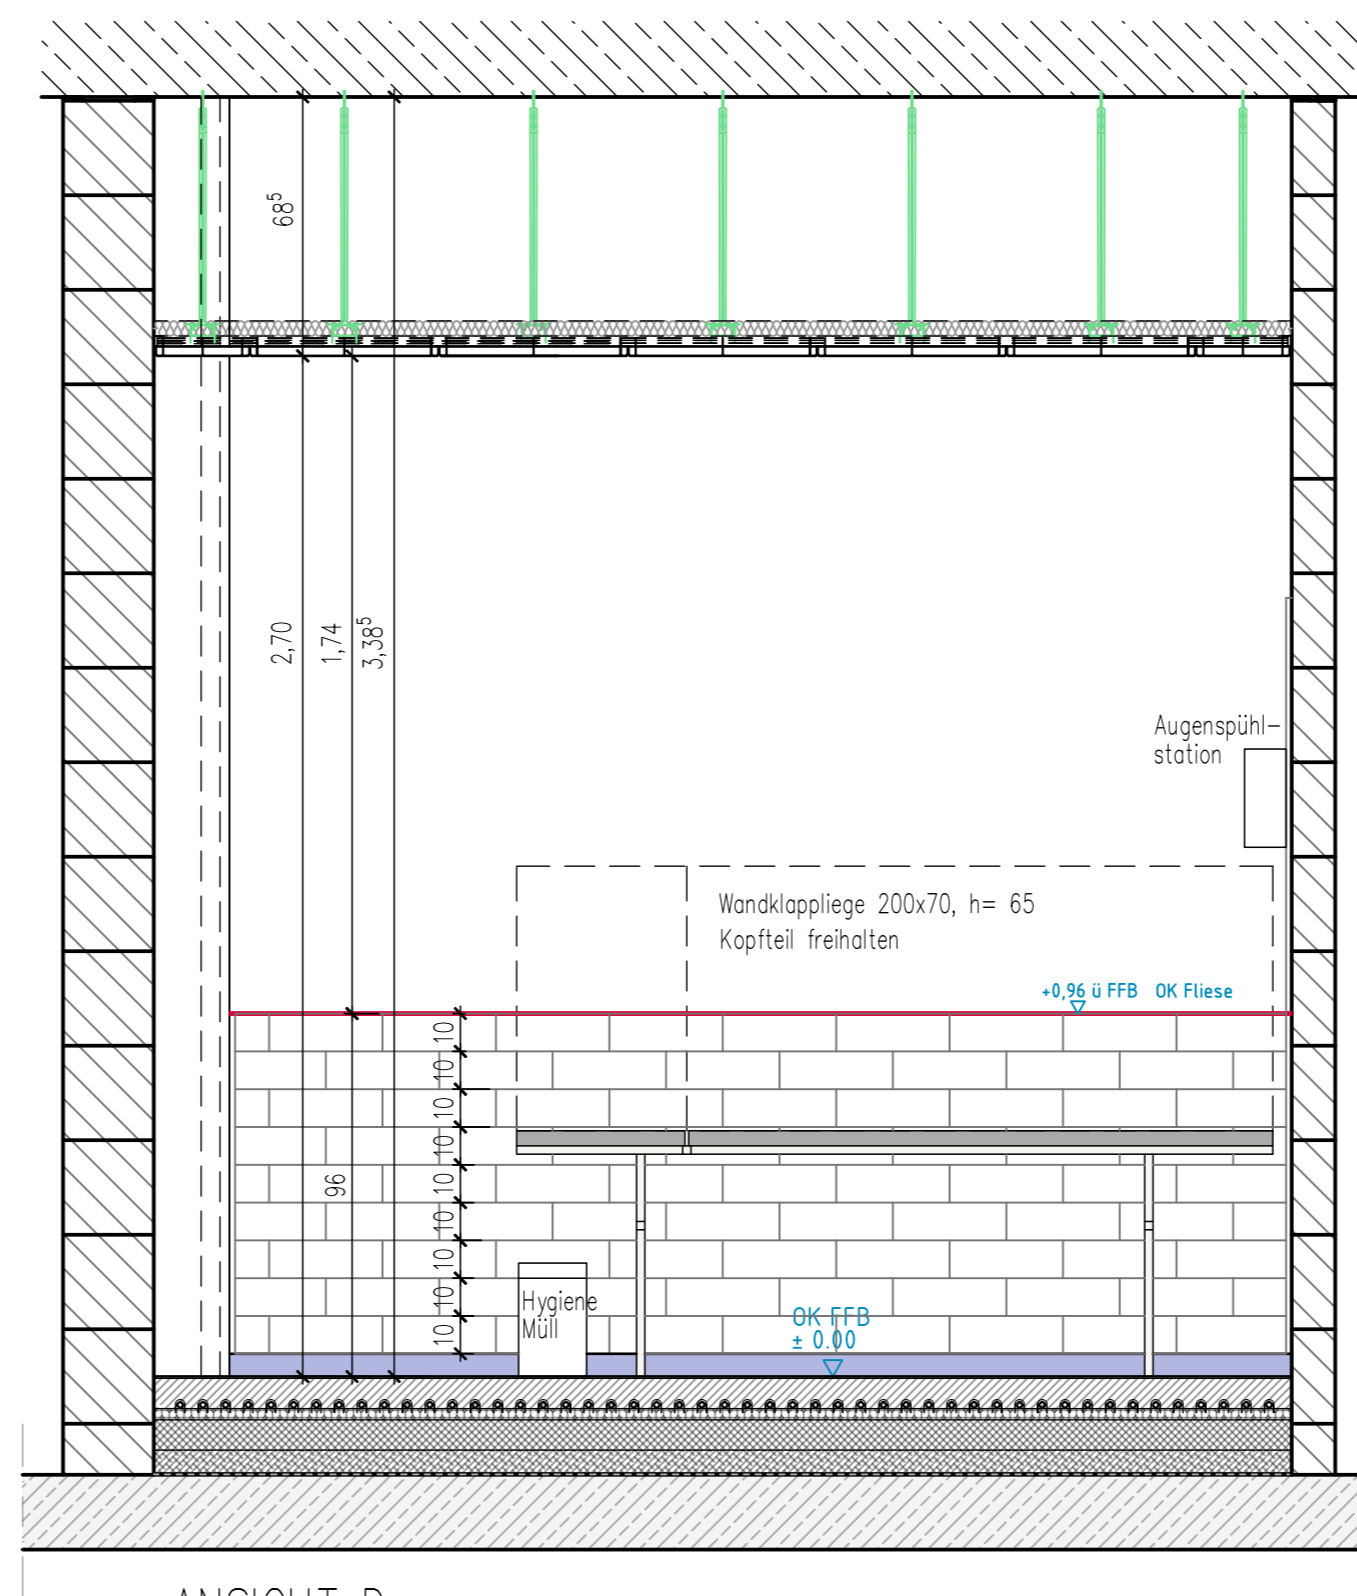 68⁵
2,70
1,74
3,38⁵
Augenspühl-
station
Wandklappliege 200x70, h= 65
Kopfteil freihalten
+0,96 ü FFB OK Fliese
10
10
10
10
10
10
10
10
10
96
Hygiene
Müll
OK FFB
± 0.00